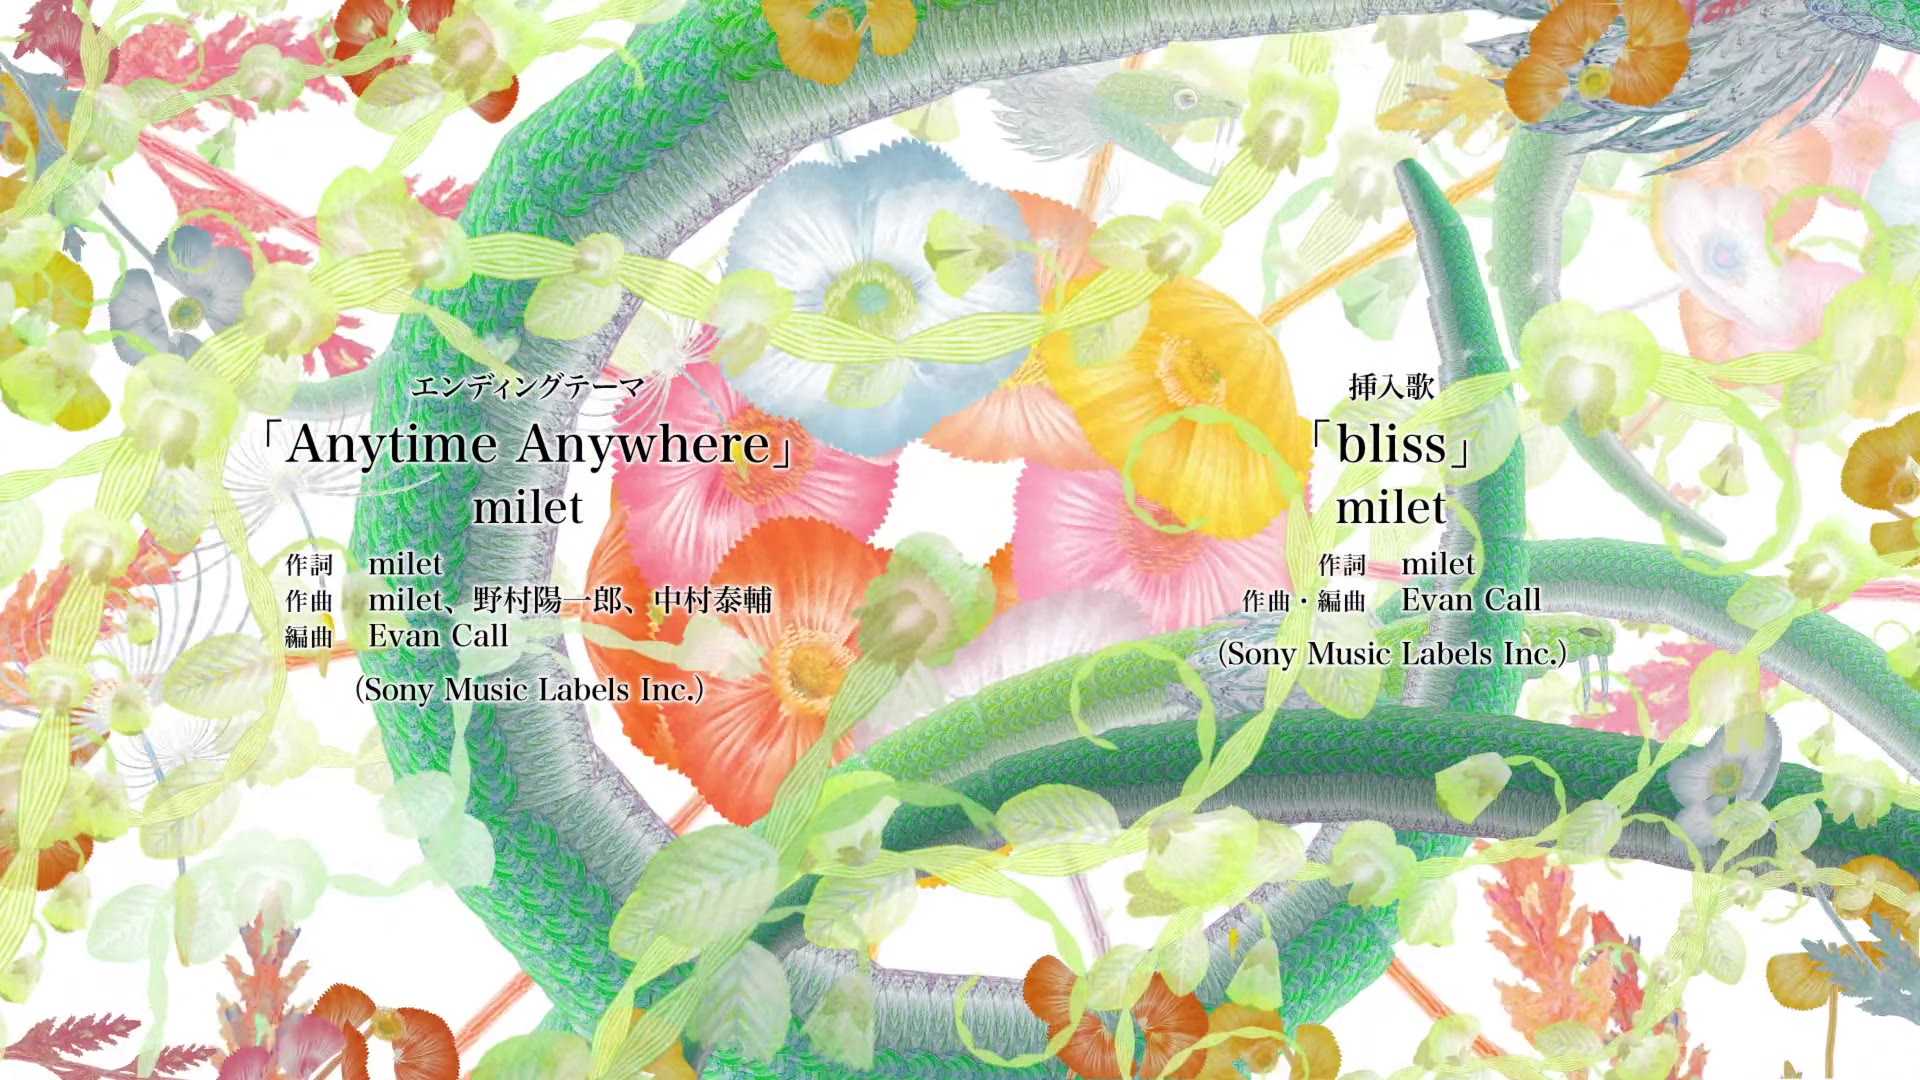 エンディングテーマ
「Anytime Anywhere」
milet
作詞 milet
作曲 milet、野村陽一郎、中村泰輔
編曲 Evan Call
(Sony Music Labels Inc.)
挿入歌
「bliss」
milet
作詞 milet
作曲・編曲 Evan Call
(Sony Music Labels Inc.)